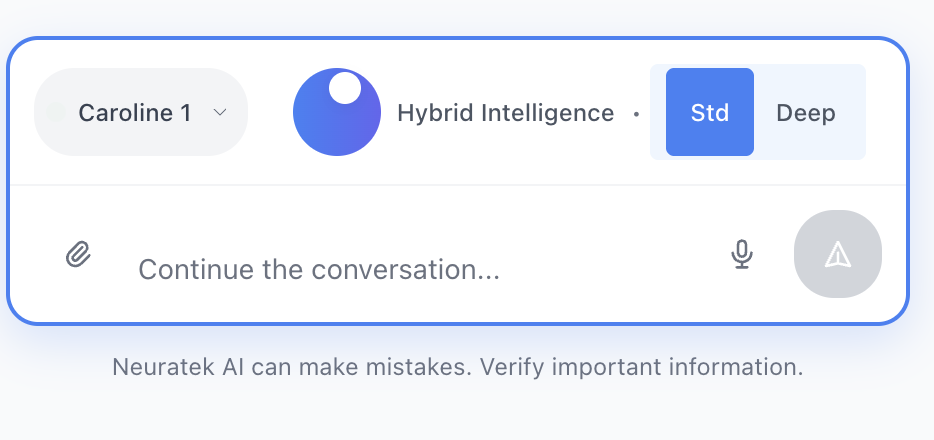 Caroline 1
Hybrid Intelligence • Std Deep
Continue the conversation...
Neuratek AI can make mistakes. Verify important information.